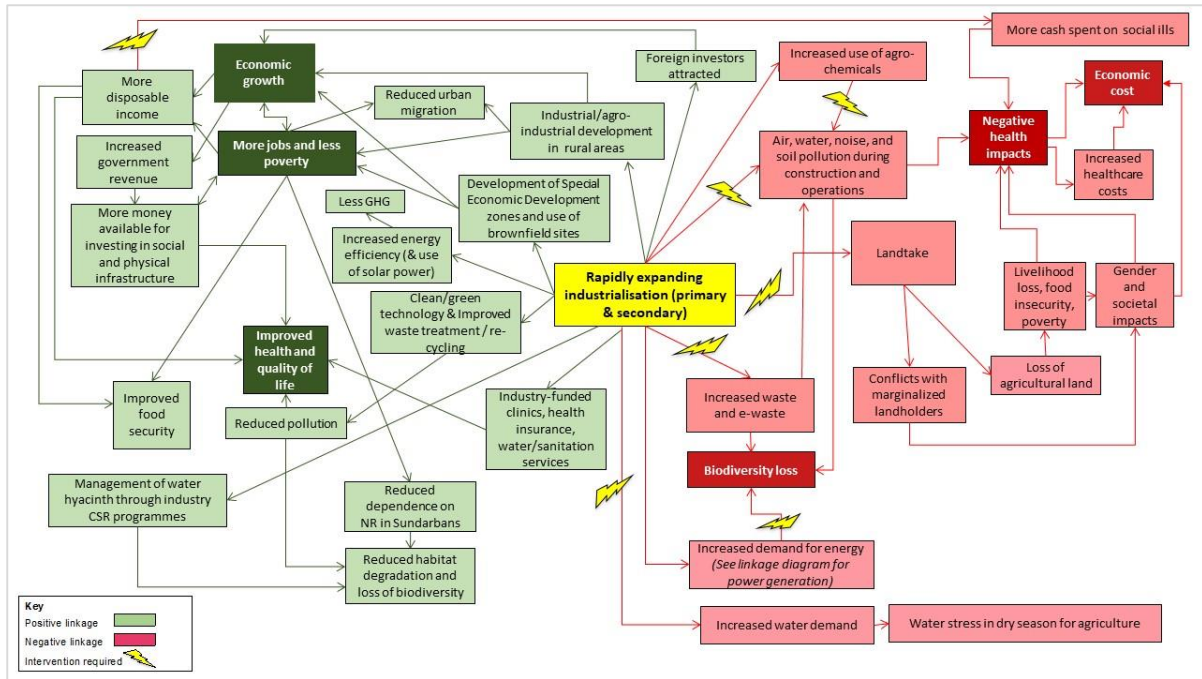 More cash spent on social ills
Foreign investors
attracted
Increased use of agro-
chemicals
Economic
growth
More
disposable
income
Economic
cost
Reduced urban
migration
Industrial/agro-
industrial development
in rural areas
Negative
health
impacts
More jobs and less
poverty
Air, water, noise, and
soil pollution during
construction and
operations
Increased
government
revenue
Increased
healthcare
costs
Less GHG
Development of Special
Economic Development
zones and use of
brownfield sites
More money
available for
investing in social
and physical
infrastructure
Increased energy
efficiency (& use
of solar power)
Landtake
Rapidly expanding
industrialisation (primary
& secondary)
Livelihood
loss, food
insecurity,
poverty
Gender and
societal
impacts
Clean/green
technology & Improved
waste treatment / re-
cycling
Improved
health and
quality of
life
Loss of
agricultural land
Conflicts with
marginalized
landholders
Improved
food
security
Reduced pollution
Industry-funded
clinics, health
insurance,
water/sanitation
services
Increased waste
and e-waste
Biodiversity loss
Management of water
hyacinth through industry
CSR programmes
Reduced
dependence on
NR in Sundarbans
Increased demand for energy
(See linkage diagram for
power generation)
Reduced habitat
degradation and
loss of biodiversity
Increased water demand
Water stress in dry season for agriculture
Key
Positive linkage
Negative linkage
Intervention required